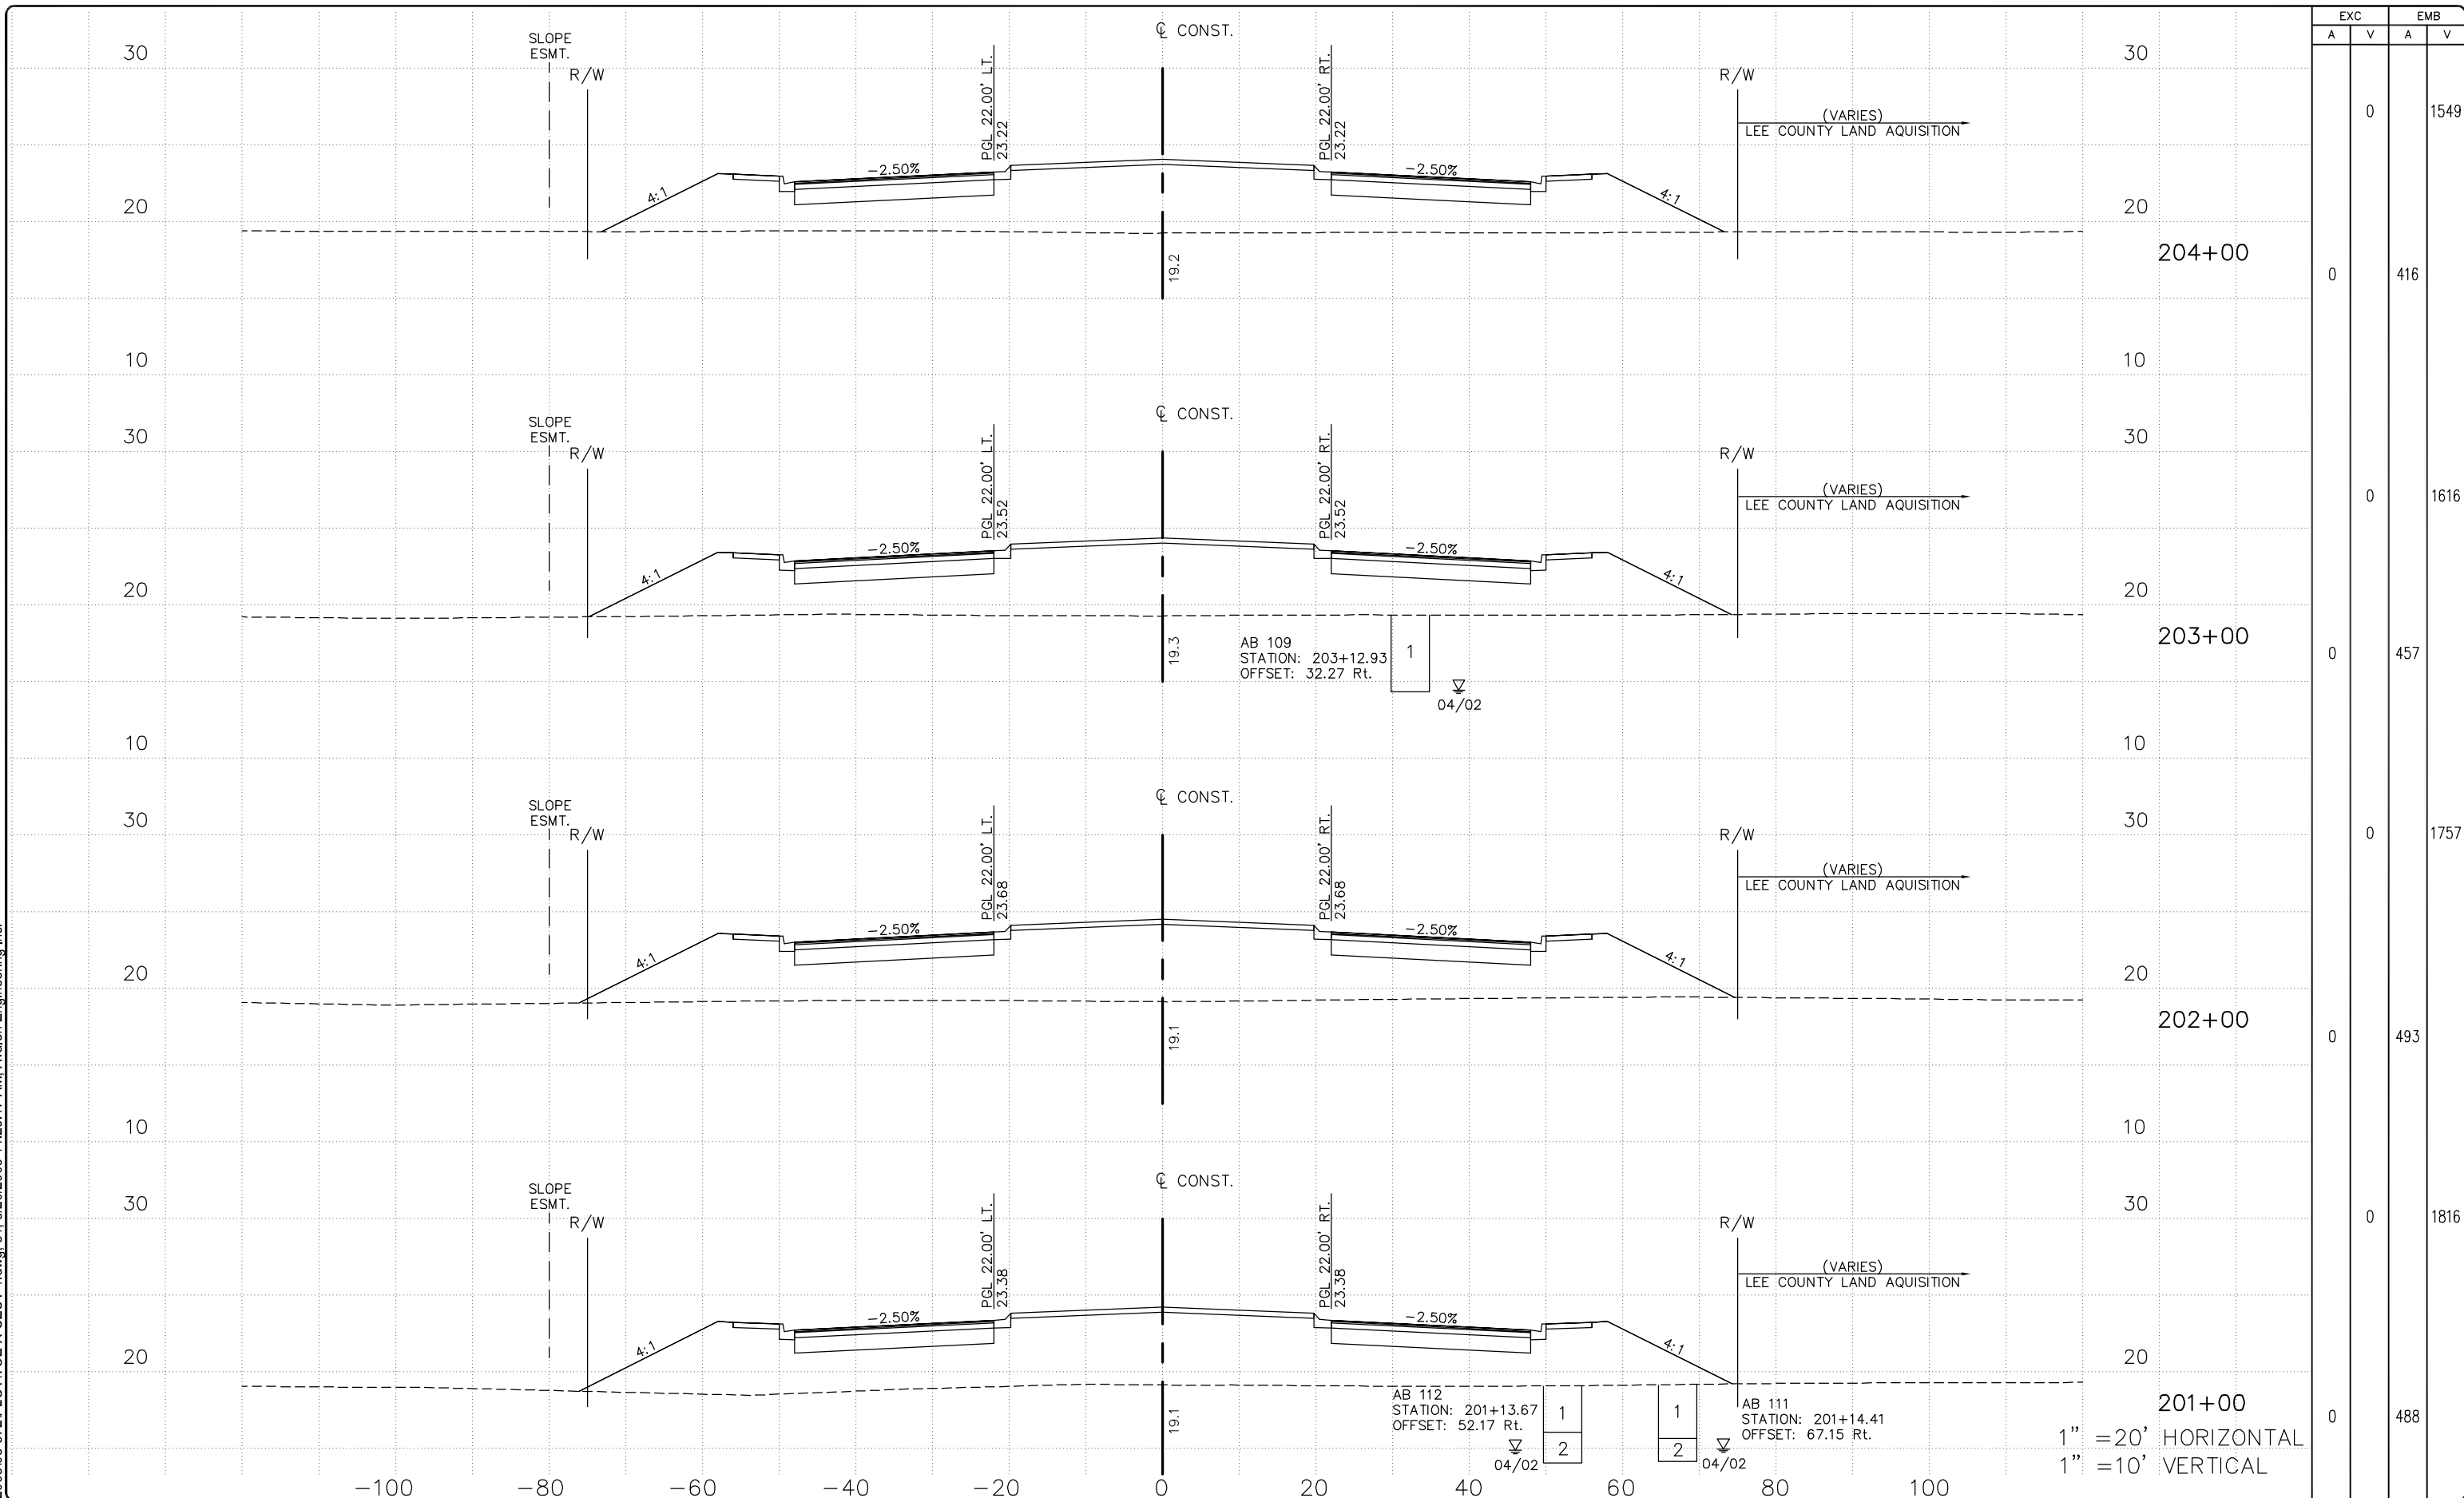 EXC EMB
A V A V
℄ CONST.
SLOPE
ESMT.
30 30
R/W R/W
PGL 22.00' LT.
23.22
PGL 22.00' RT.
23.22
(VARIES)
LEE COUNTY LAND AQUISITION
0 1549
-2.50% -2.50%
4:1 4:1
20 20
204+00
19.2
0 416
10 10
℄ CONST.
SLOPE
ESMT.
30 30
R/W R/W
PGL 22.00' LT.
23.52
PGL 22.00' RT.
23.52
(VARIES)
LEE COUNTY LAND AQUISITION
0 1616
-2.50% -2.50%
4:1 4:1
20 20
203+00
19.3
AB 109
STATION: 203+12.93
OFFSET: 32.27 Rt.
1
04/02
0 457
10 10
℄ CONST.
SLOPE
ESMT.
30 30
R/W R/W
PGL 22.00' LT.
23.68
PGL 22.00' RT.
23.68
(VARIES)
LEE COUNTY LAND AQUISITION
0 1757
-2.50% -2.50%
4:1 4:1
20 20
202+00
19.1
0 493
10 10
℄ CONST.
SLOPE
ESMT.
30 30
R/W R/W
PGL 22.00' LT.
23.38
PGL 22.00' RT.
23.38
(VARIES)
LEE COUNTY LAND AQUISITION
0 1816
-2.50% -2.50%
4:1 4:1
20 20
201+00
19.1
AB 112
STATION: 201+13.67
OFFSET: 52.17 Rt.
1
2
04/02
1
2
04/02
AB 111
STATION: 201+14.41
OFFSET: 67.15 Rt.
0 488
1" =20' HORIZONTAL
1" =10' VERTICAL
-100 -80 -60 -40 -20 0 20 40 60 80 100